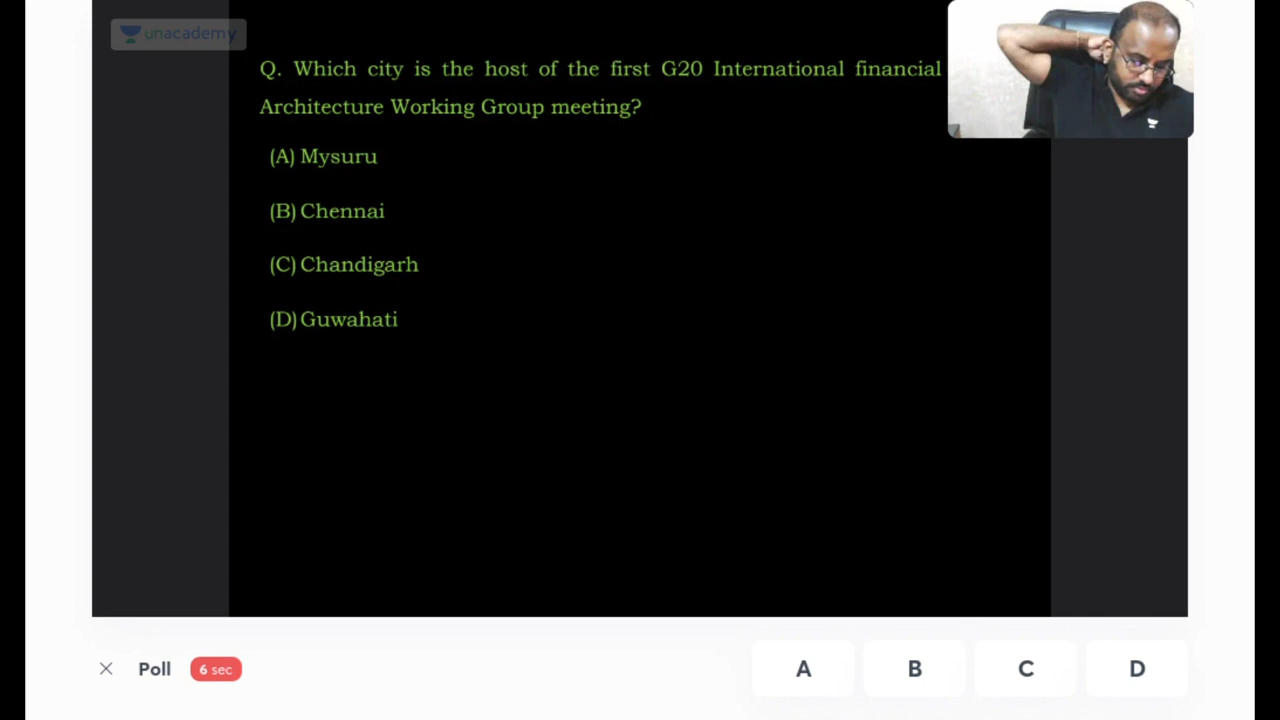 unacademy
Q. Which city is the host of the first G20 International financial
Architecture Working Group meeting?
(A) Mysuru
(B) Chennai
(C) Chandigarh
(D) Guwahati
Poll 6 sec A B C D